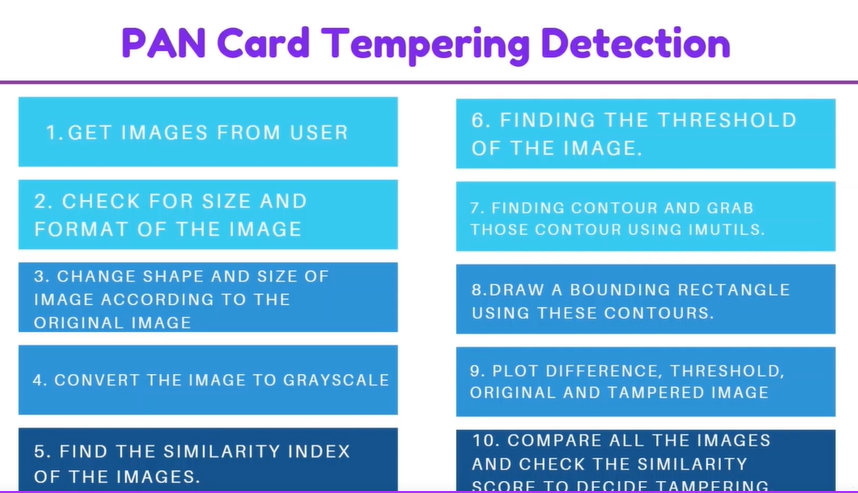 PAN Card Tempering Detection
1. GET IMAGES FROM USER
2. CHECK FOR SIZE AND
FORMAT OF THE IMAGE
3. CHANGE SHAPE AND SIZE OF
IMAGE ACCORDING TO THE
ORIGINAL IMAGE
4. CONVERT THE IMAGE TO GRAYSCALE
5. FIND THE SIMILARITY INDEX
OF THE IMAGES.
6. FINDING THE THRESHOLD
OF THE IMAGE.
7. FINDING CONTOUR AND GRAB
THOSE CONTOUR USING IMUTILS.
8.DRAW A BOUNDING RECTANGLE
USING THESE CONTOURS.
9. PLOT DIFFERENCE, THRESHOLD,
ORIGINAL AND TAMPERED IMAGE
10. COMPARE ALL THE IMAGES
AND CHECK THE SIMILARITY
SCORE TO DECIDE TAMPERING.